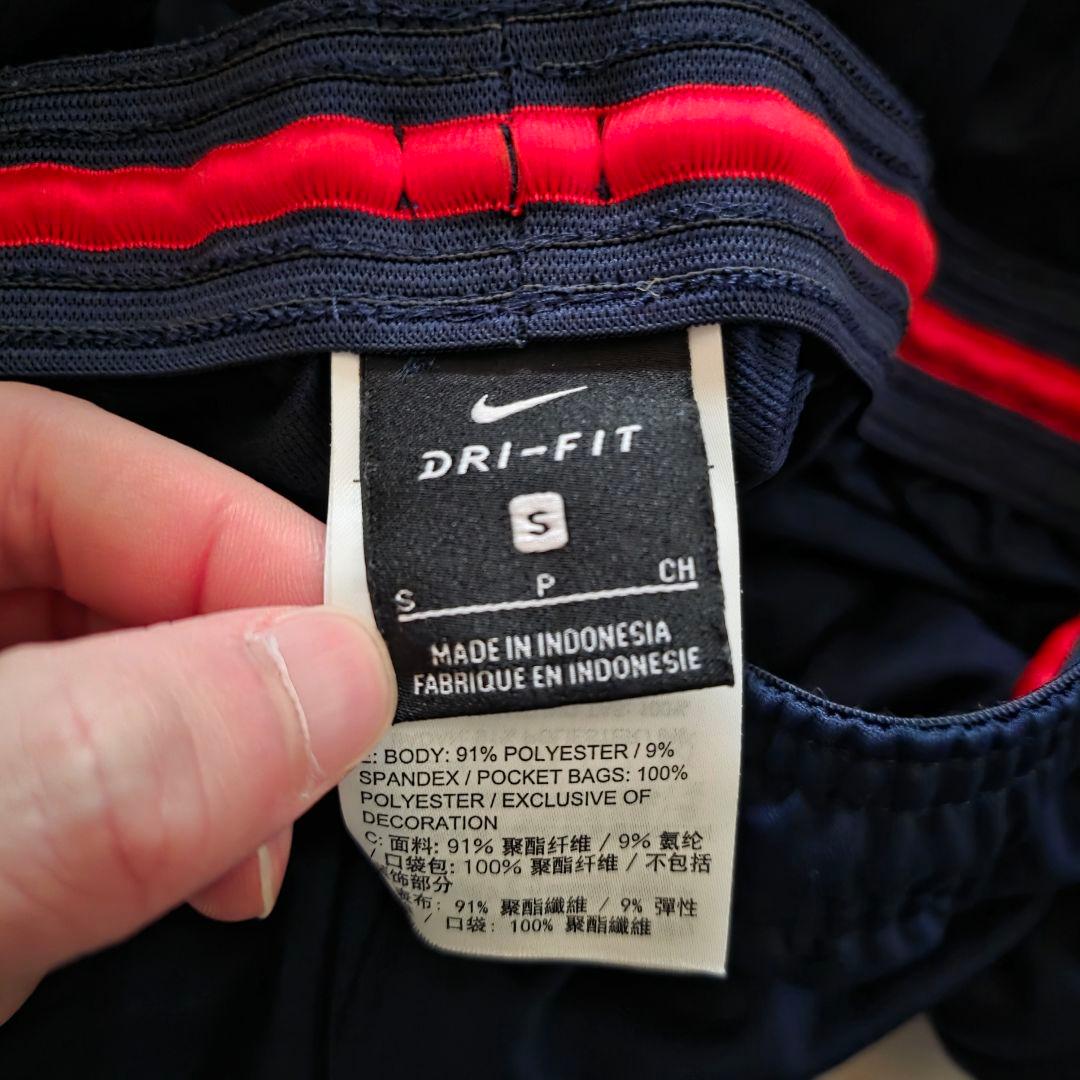 DRI-FIT
S
S P CH
MADE IN INDONESIA
FABRIQUE EN INDONESIE
E: BODY: 91% POLYESTER / 9%
SPANDEX / POCKET BAGS: 100%
POLYESTER / EXCLUSIVE OF
DECORATION
C: 面料: 91% 聚酯纤维 / 9% 氨纶
/ 口袋包: 100% 聚酯纤维 / 不包括
饰部分
布: 91% 聚酯纖維 / 9% 彈性
/ 口袋: 100% 聚酯纖維